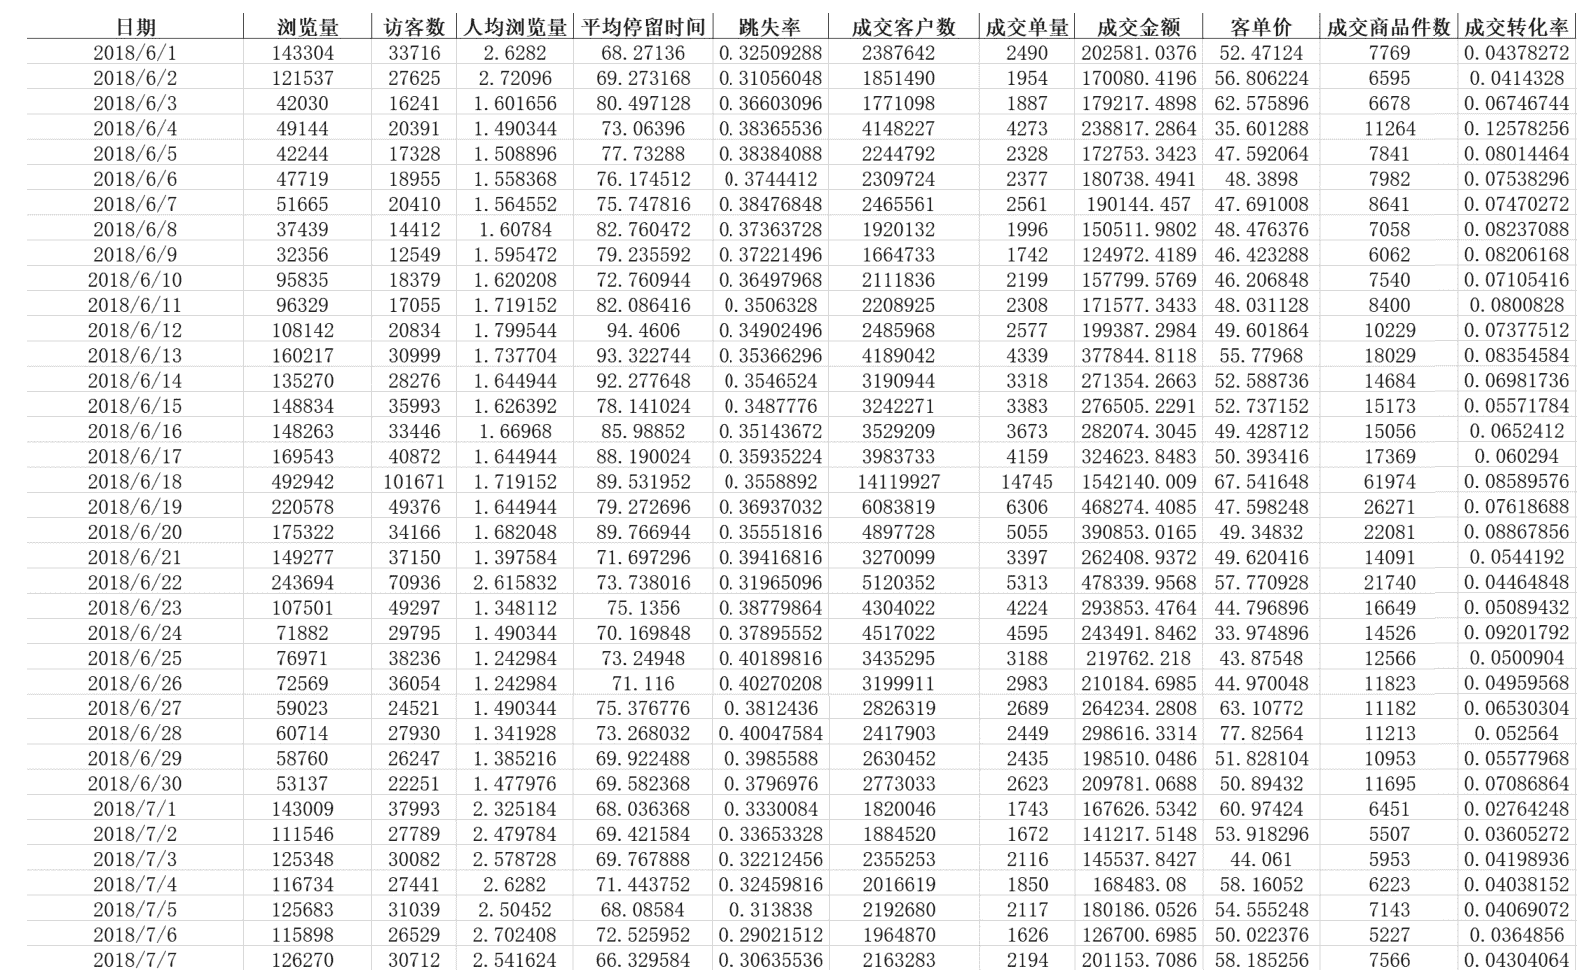 日期 浏览量 访客数 人均浏览量 平均停留时间 跳失率 成交客户数 成交单量 成交金额 客单价 成交商品件数 成交转化率
2018/6/1 143304 33716 2.6282 68.27136 0.32509288 2387642 2490 202581.0376 52.47124 7769 0.04378272
2018/6/2 121537 27625 2.72096 69.273168 0.31056048 1851490 1954 170080.4196 56.806224 6595 0.0414328
2018/6/3 42030 16241 1.601656 80.497128 0.36603096 1771098 1887 179217.4898 62.575896 6678 0.06746744
2018/6/4 49144 20391 1.490344 73.06396 0.38365536 4148227 4273 238817.2864 35.601288 11264 0.12578256
2018/6/5 42244 17328 1.508896 77.73288 0.38384088 2244792 2328 172753.3423 47.592064 7841 0.08014464
2018/6/6 47719 18955 1.558368 76.174512 0.3744412 2309724 2377 180738.4941 48.3898 7982 0.07538296
2018/6/7 51665 20410 1.564552 75.747816 0.38476848 2465561 2561 190144.457 47.691008 8641 0.07470272
2018/6/8 37439 14412 1.60784 82.760472 0.37363728 1920132 1996 150511.9802 48.476376 7058 0.08237088
2018/6/9 32356 12549 1.595472 79.235592 0.37221496 1664733 1742 124972.4189 46.423288 6062 0.08206168
2018/6/10 95835 18379 1.620208 72.760944 0.36497968 2111836 2199 157799.5769 46.206848 7540 0.07105416
2018/6/11 96329 17055 1.719152 82.086416 0.3506328 2208925 2308 171577.3433 48.031128 8400 0.0800828
2018/6/12 108142 20834 1.799544 94.4606 0.34902496 2485968 2577 199387.2984 49.601864 10229 0.07377512
2018/6/13 160217 30999 1.737704 93.322744 0.35366296 4189042 4339 377844.8118 55.77968 18029 0.08354584
2018/6/14 135270 28276 1.644944 92.277648 0.3546524 3190944 3318 271354.2663 52.588736 14684 0.06981736
2018/6/15 148834 35993 1.626392 78.141024 0.3487776 3242271 3383 276505.2291 52.737152 15173 0.05571784
2018/6/16 148263 33446 1.66968 85.98852 0.35143672 3529209 3673 282074.3045 49.428712 15056 0.0652412
2018/6/17 169543 40872 1.644944 88.190024 0.35935224 3983733 4159 324623.8483 50.393416 17369 0.060294
2018/6/18 492942 101671 1.719152 89.531952 0.3558892 14119927 14745 1542140.009 67.541648 61974 0.08589576
2018/6/19 220578 49376 1.644944 79.272696 0.36937032 6083819 6306 468274.4085 47.598248 26271 0.07618688
2018/6/20 175322 34166 1.682048 89.766944 0.35551816 4897728 5055 390853.0165 49.34832 22081 0.08867856
2018/6/21 149277 37150 1.397584 71.697296 0.39416816 3270099 3397 262408.9372 49.620416 14091 0.0544192
2018/6/22 243694 70936 2.615832 73.738016 0.31965096 5120352 5313 478339.9568 57.770928 21740 0.04464848
2018/6/23 107501 49297 1.348112 75.1356 0.38779864 4304022 4224 293853.4764 44.796896 16649 0.05089432
2018/6/24 71882 29795 1.490344 70.169848 0.37895552 4517022 4595 243491.8462 33.974896 14526 0.09201792
2018/6/25 76971 38236 1.242984 73.24948 0.40189816 3435295 3188 219762.218 43.87548 12566 0.0500904
2018/6/26 72569 36054 1.242984 71.116 0.40270208 3199911 2983 210184.6985 44.970048 11823 0.04959568
2018/6/27 59023 24521 1.490344 75.376776 0.3812436 2826319 2689 264234.2808 63.10772 11182 0.06530304
2018/6/28 60714 27930 1.341928 73.268032 0.40047584 2417903 2449 298616.3314 77.82564 11213 0.052564
2018/6/29 58760 26247 1.385216 69.922488 0.3985588 2630452 2435 198510.0486 51.828104 10953 0.05577968
2018/6/30 53137 22251 1.477976 69.582368 0.3796976 2773033 2623 209781.0688 50.89432 11695 0.07086864
2018/7/1 143009 37993 2.325184 68.036368 0.3330084 1820046 1743 167626.5342 60.97424 6451 0.02764248
2018/7/2 111546 27789 2.479784 69.421584 0.33653328 1884520 1672 141217.5148 53.918296 5507 0.03605272
2018/7/3 125348 30082 2.578728 69.767888 0.32212456 2355253 2116 145537.8427 44.061 5953 0.04198936
2018/7/4 116734 27441 2.6282 71.443752 0.32459816 2016619 1850 168483.08 58.16052 6223 0.04038152
2018/7/5 125683 31039 2.50452 68.08584 0.313838 2192680 2117 180186.0526 54.555248 7143 0.04069072
2018/7/6 115898 26529 2.702408 72.525952 0.29021512 1964870 1626 126700.6985 50.022376 5227 0.0364856
2018/7/7 126270 30712 2.541624 66.329584 0.30635536 2163283 2194 201153.7086 58.185256 7566 0.04304064